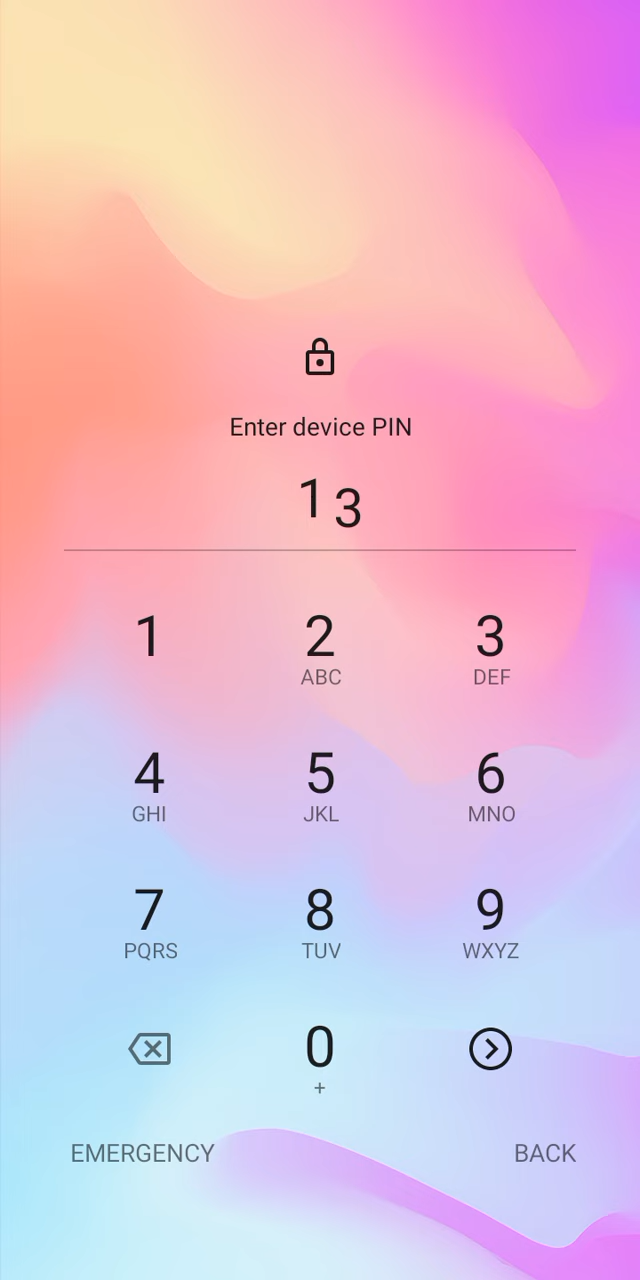 Enter device PIN
13
1 2 3
ABC DEF
4 5 6
GHI JKL MNO
7 8 9
PQRS TUV WXYZ
0
+
EMERGENCY BACK